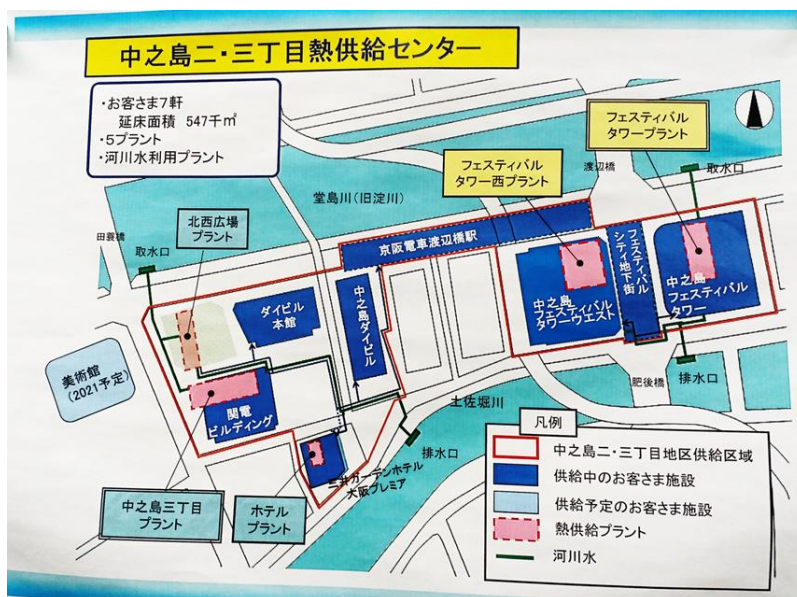 中之島二・三丁目熱供給センター
・お客さま7軒
延床面積 547千㎡
・5プラント
・河川水利用プラント
フェスティバル
タワープラント
フェスティバル
タワー西プラント
渡辺橋
取水口
堂島川(旧淀川)
北西広場
プラント
田蓑橋
取水口
京阪電車渡辺橋駅
フェスティバル
シティ地下街
中之島
フェスティバル
タワー
中之島
フェスティバル
タワーウエスト
ダイビル
本館
中之島ダイビル
美術館
(2021予定)
関電
ビルディング
土佐堀川
肥後橋
排水口
排水口
三井ガーデンホテル
大阪プレミア
中之島三丁目
プラント
ホテル
プラント
凡例
中之島二・三丁目地区供給区域
供給中のお客さま施設
供給予定のお客さま施設
熱供給プラント
河川水